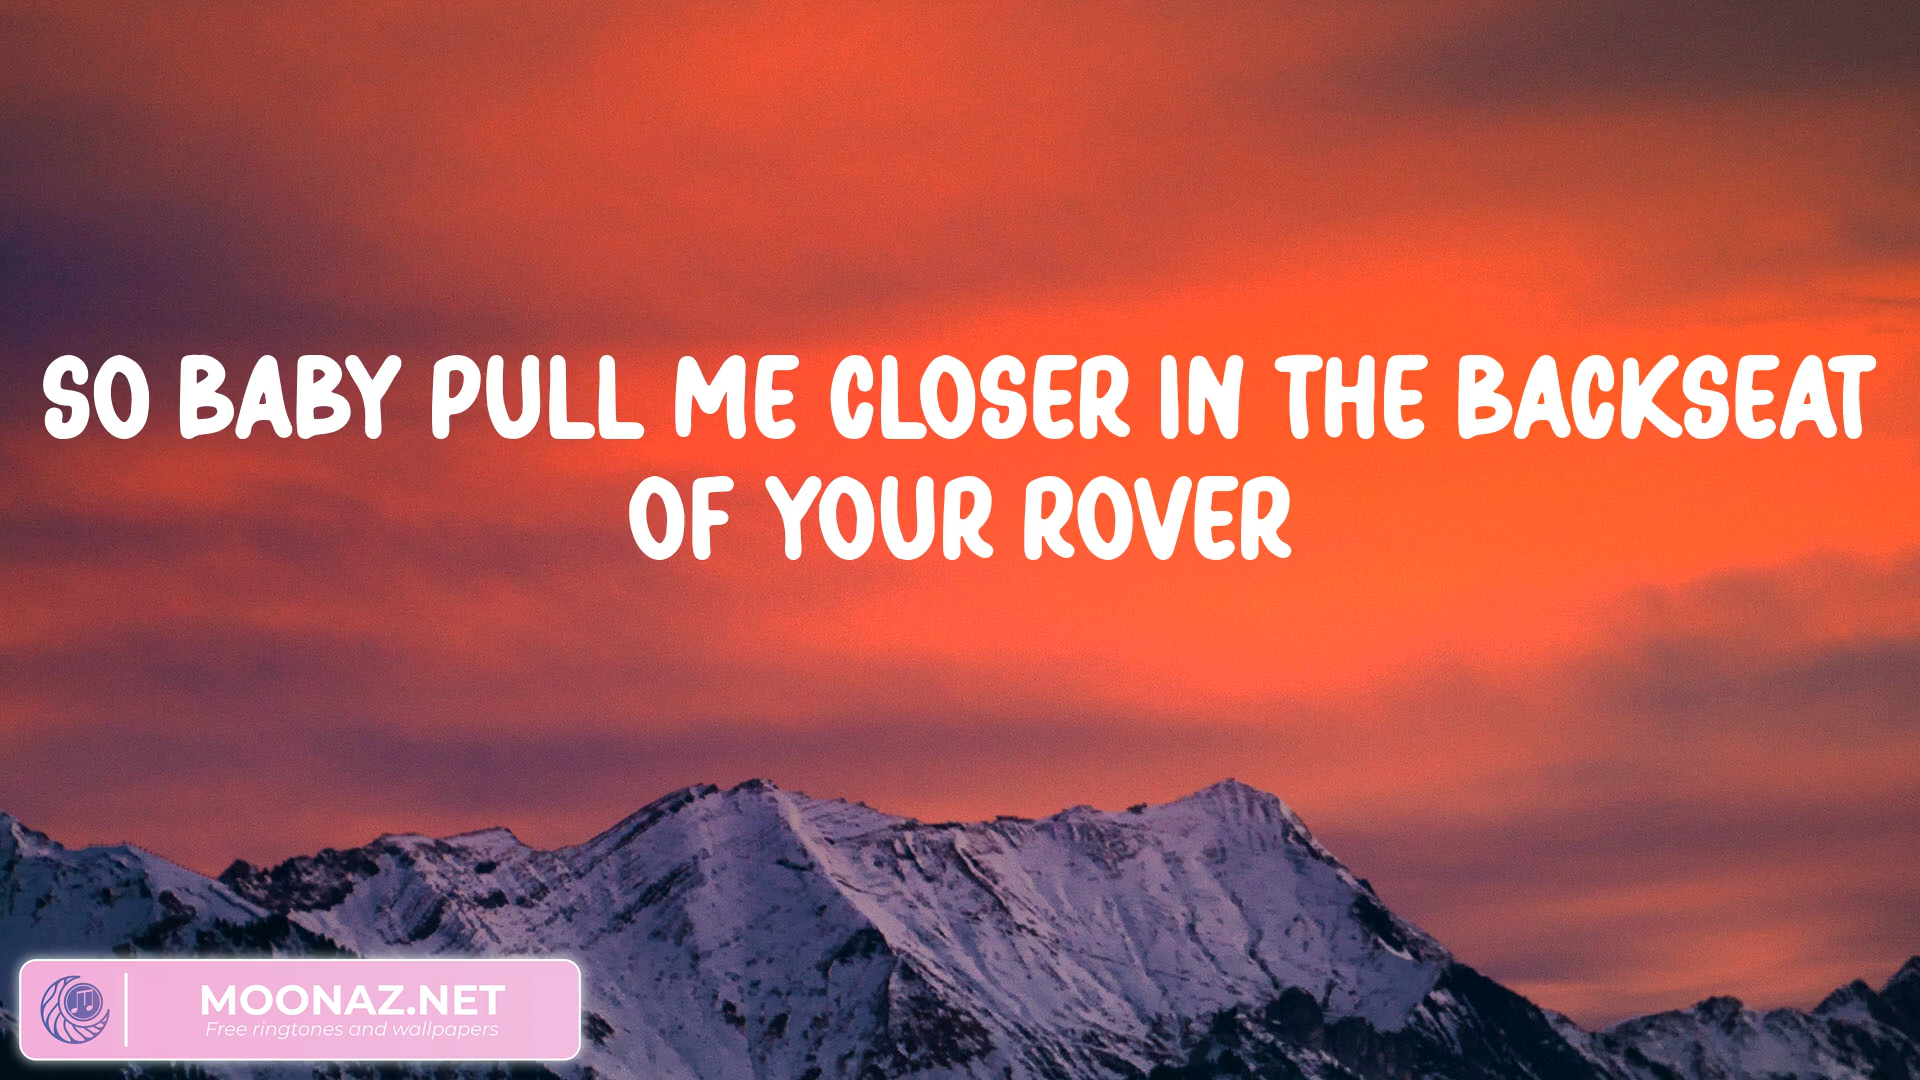 SO BABY PULL ME CLOSER IN THE BACKSEAT
OF YOUR ROVER
MOONAZ.NET
Free ringtones and wallpapers